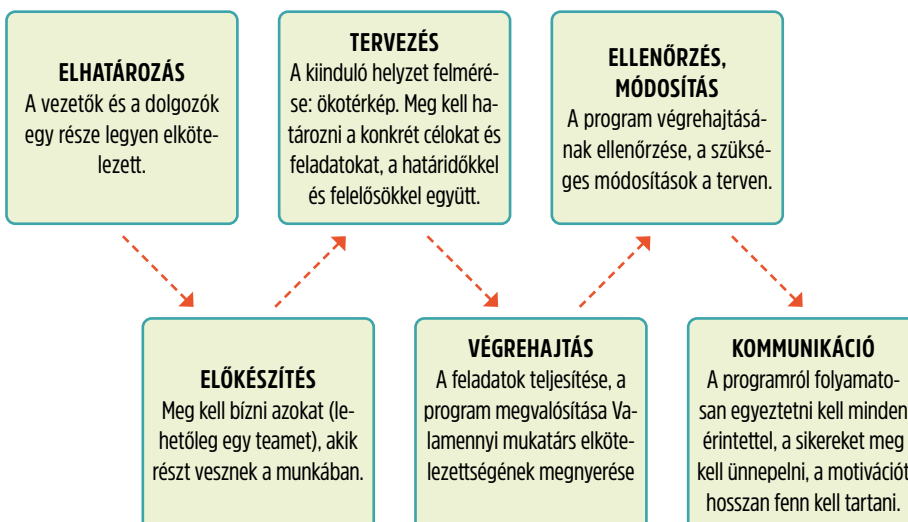 ELHATÁROZÁS
A vezetők és a dolgozók
egy része legyen elköte-
lezett.
ELŐKÉSZÍTÉS
Meg kell bízni azokat (le-
hetőleg egy teamet), akik
részt vesznek a munkában.
TERVEZÉS
A kiinduló helyzet felméré-
se: ökotérkép. Meg kell ha-
tározni a konkrét célokat és
feladatokat, a határidőkkel
és felelősökkel együtt.
VÉGREHAJTÁS
A feladatok teljesítése, a
program megvalósítása Va-
lamennyi mukatárs elköte-
lezettségének megnyerése
ELLENŐRZÉS,
MÓDOSÍTÁS
A program végrehajtásá-
nak ellenőrzése, a szüksé-
ges módosítások a terven.
KOMMUNIKÁCIÓ
A programról folyamato-
san egyeztetni kell minden
érintettel, a sikereket meg
kell ünnepelni, a motivációt
hosszan fenn kell tartani.